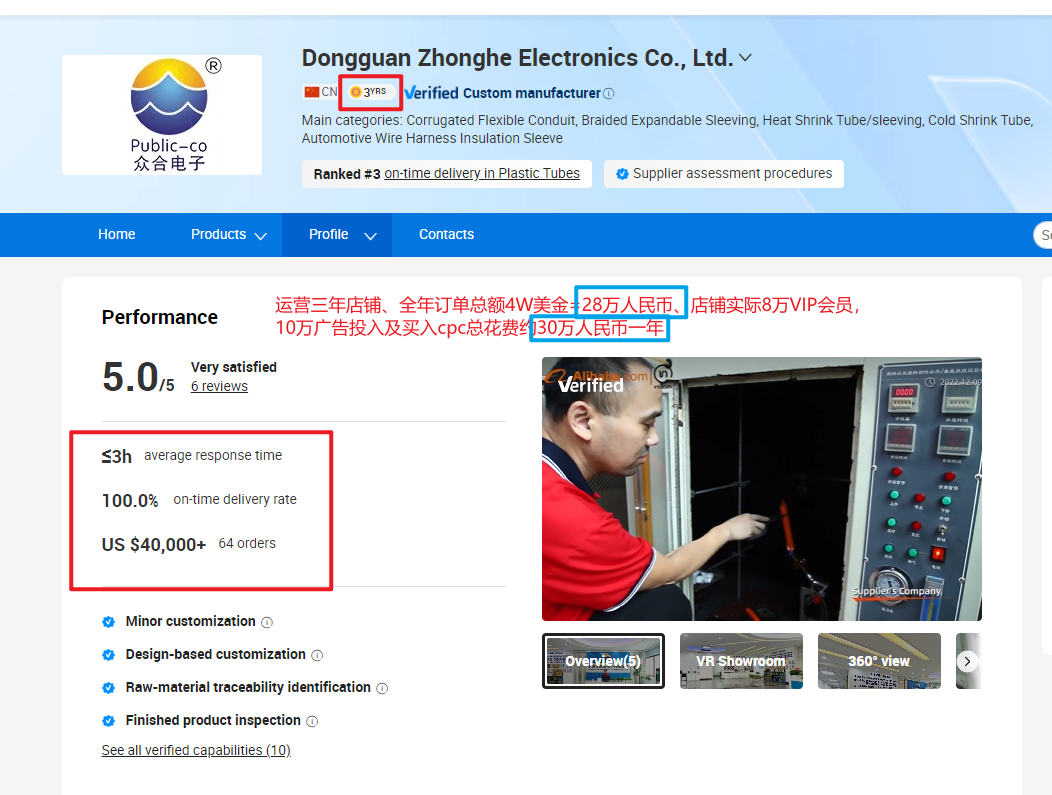 Dongguan Zhonghe Electronics Co., Ltd.
®
Public-co
众合电子
CN 3YRS Verified Custom manufacturer
Main categories: Corrugated Flexible Conduit, Braided Expandable Sleeving, Heat Shrink Tube/sleeving, Cold Shrink Tube,
Automotive Wire Harness Insulation Sleeve
Ranked #3 on-time delivery in Plastic Tubes
Supplier assessment procedures
Home Products Profile Contacts
运营三年店铺、全年订单总额4W美金=28万人民币、店铺实际8万VIP会员，
10万广告投入及买入cpc总花费约30万人民币一年
Performance
5.0/5 Very satisfied
6 reviews
≤3h average response time
100.0% on-time delivery rate
US $40,000+ 64 orders
Minor customization
Design-based customization
Raw-material traceability identification
Finished product inspection
See all verified capabilities (10)
Alibaba.com
Verified
2022.12.09
Supplier's Company
Overview(5) VR Showroom 360° view